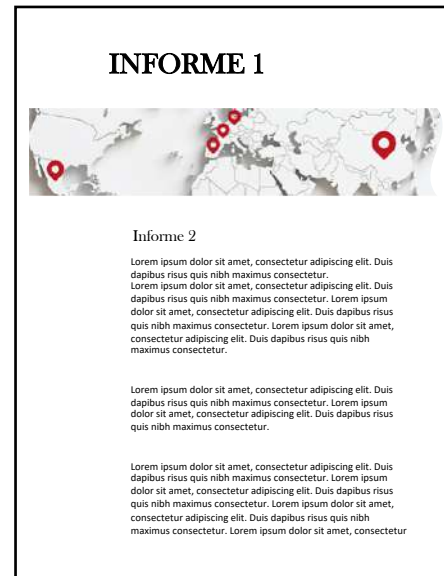 INFORME 1
Informe 2
Lorem ipsum dolor sit amet, consectetur adipiscing elit. Duis
dapibus risus quis nibh maximus consectetur.
Lorem ipsum dolor sit amet, consectetur adipiscing elit. Duis
dapibus risus quis nibh maximus consectetur. Lorem ipsum
dolor sit amet, consectetur adipiscing elit. Duis dapibus risus
quis nibh maximus consectetur. Lorem ipsum dolor sit amet,
consectetur adipiscing elit. Duis dapibus risus quis nibh
maximus consectetur.
Lorem ipsum dolor sit amet, consectetur adipiscing elit. Duis
dapibus risus quis nibh maximus consectetur. Lorem ipsum
dolor sit amet, consectetur adipiscing elit. Duis dapibus risus
quis nibh maximus consectetur.
Lorem ipsum dolor sit amet, consectetur adipiscing elit. Duis
dapibus risus quis nibh maximus consectetur. Lorem ipsum
dolor sit amet, consectetur adipiscing elit. Duis dapibus risus
quis nibh maximus consectetur. Lorem ipsum dolor sit amet,
consectetur adipiscing elit. Duis dapibus risus quis nibh
maximus consectetur. Lorem ipsum dolor sit amet, consectetur